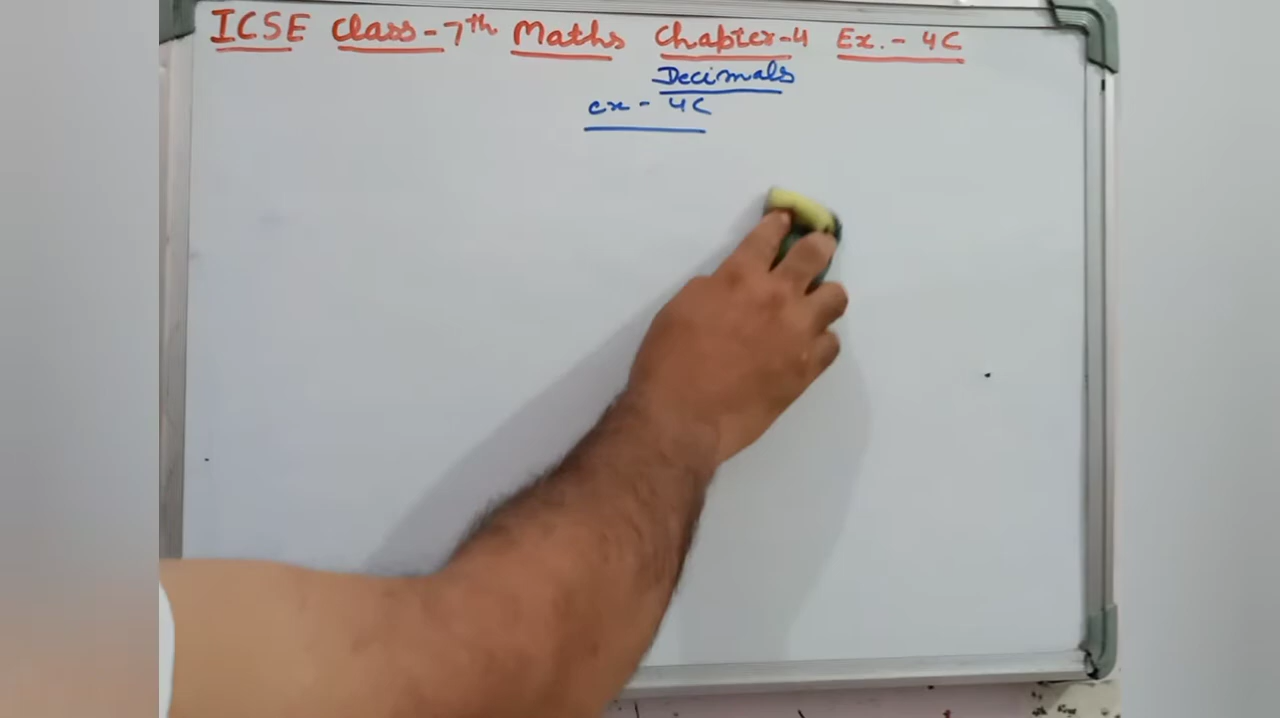 ICSE Class-7th Maths Chapter-4 Ex.- 4C
Decimals
ex- 4C